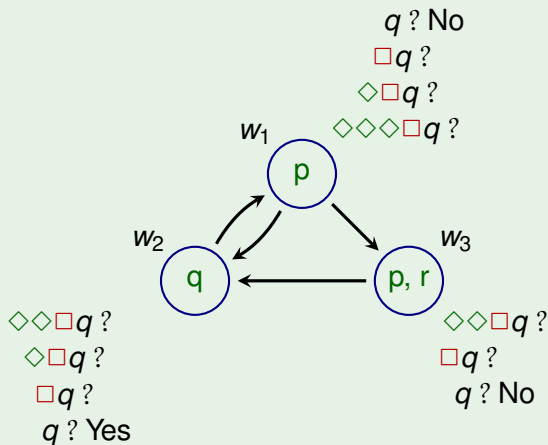 q ? No
□q ?
◇□q ?
◇◇◇□q ?
w₁
p
w₂
q
w₃
p, r
◇◇□q ?
◇□q ?
□q ?
q ? Yes
◇◇□q ?
□q ?
q ? No